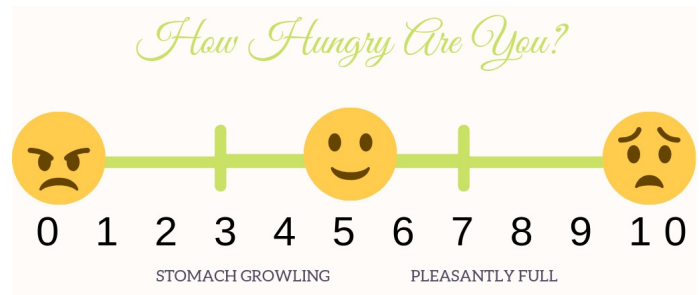 How Hungry Are You?
0 1 2 3 4 5 6 7 8 9 10
STOMACH GROWLING PLEASANTLY FULL